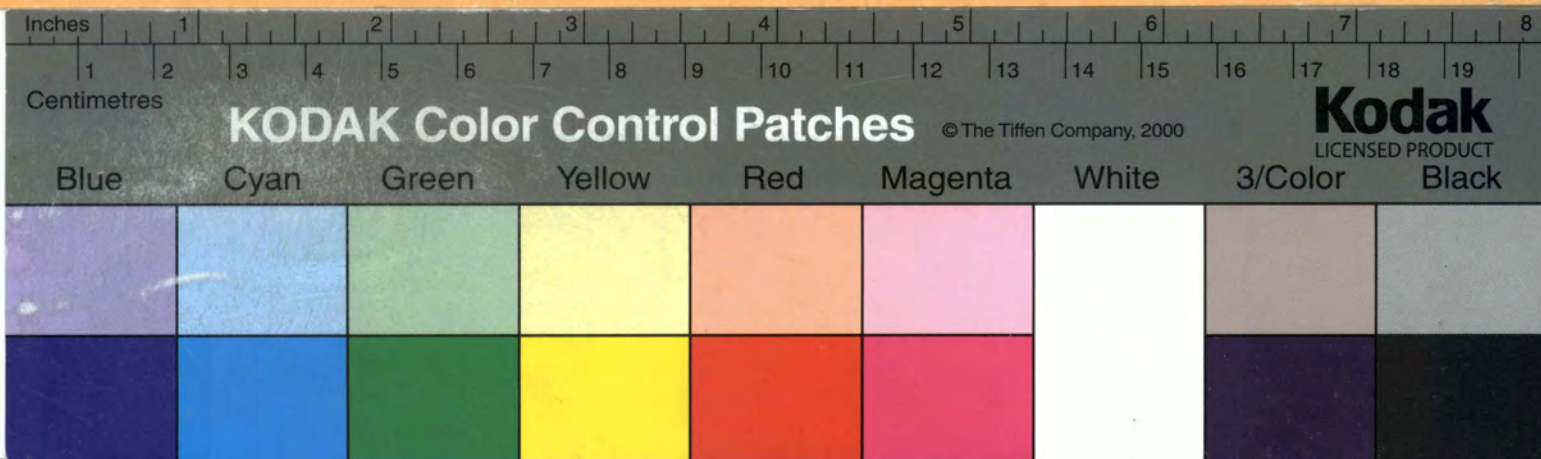 Inches 1 2 3 4 5 6 7 8
1 2 3 4 5 6 7 8 9 10 11 12 13 14 15 16 17 18 19
Centimetres
KODAK Color Control Patches © The Tiffen Company, 2000
Kodak
LICENSED PRODUCT
Blue Cyan Green Yellow Red Magenta White 3/Color Black